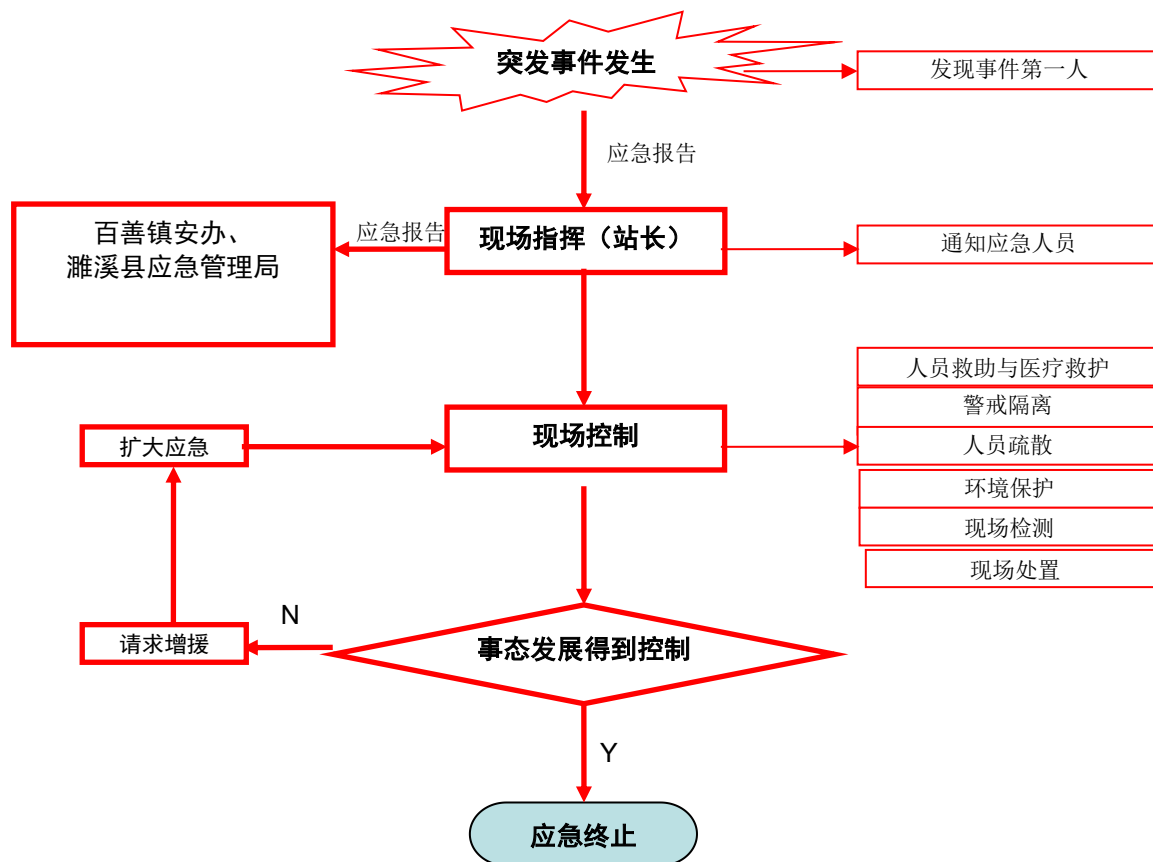 突发事件发生
发现事件第一人
应急报告
百善镇安办、
濉溪县应急管理局
应急报告
现场指挥（站长）
通知应急人员
人员救助与医疗救护
警戒隔离
扩大应急
现场控制
人员疏散
环境保护
现场检测
现场处置
N
请求增援
事态发展得到控制
Y
应急终止